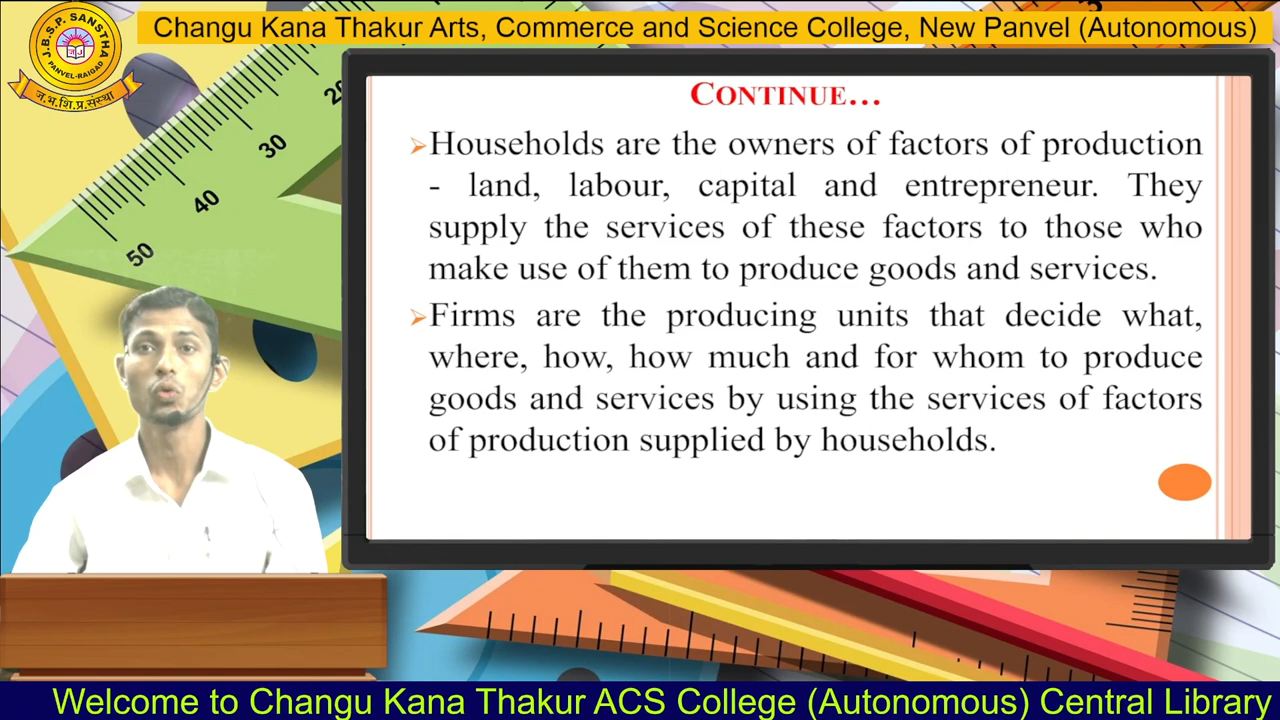 Changu Kana Thakur Arts, Commerce and Science College, New Panvel (Autonomous)
J.B.S.P. SANSTHA
PANVEL-RAIGAD
ज.भ.शि.प्र.संस्था
20
30
40
50
CONTINUE...
➢Households are the owners of factors of production
- land, labour, capital and entrepreneur. They
supply the services of these factors to those who
make use of them to produce goods and services.
➢Firms are the producing units that decide what,
where, how, how much and for whom to produce
goods and services by using the services of factors
of production supplied by households.
Welcome to Changu Kana Thakur ACS College (Autonomous) Central Library